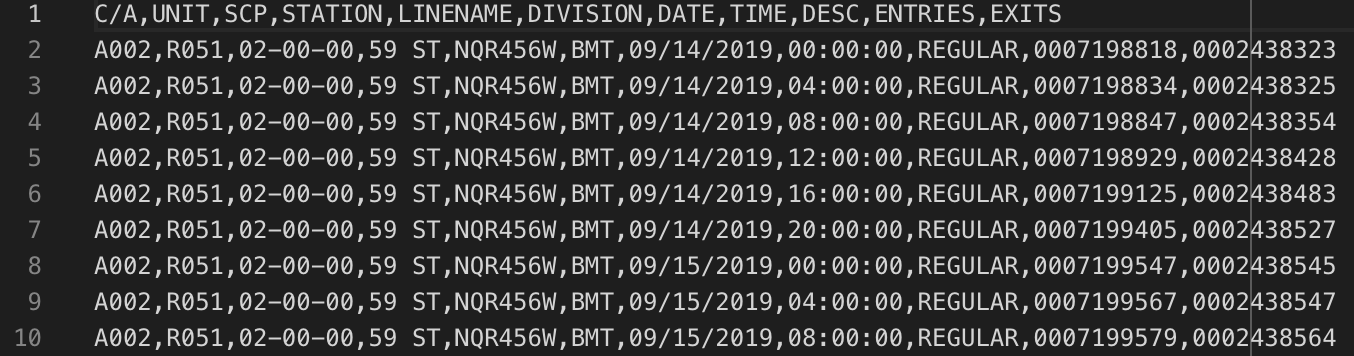 1 C/A,UNIT,SCP,STATION,LINENAME,DIVISION,DATE,TIME,DESC,ENTRIES,EXITS
2 A002,R051,02-00-00,59 ST,NQR456W,BMT,09/14/2019,00:00:00,REGULAR,0007198818,0002438323
3 A002,R051,02-00-00,59 ST,NQR456W,BMT,09/14/2019,04:00:00,REGULAR,0007198834,0002438325
4 A002,R051,02-00-00,59 ST,NQR456W,BMT,09/14/2019,08:00:00,REGULAR,0007198847,0002438354
5 A002,R051,02-00-00,59 ST,NQR456W,BMT,09/14/2019,12:00:00,REGULAR,0007198929,0002438428
6 A002,R051,02-00-00,59 ST,NQR456W,BMT,09/14/2019,16:00:00,REGULAR,0007199125,0002438483
7 A002,R051,02-00-00,59 ST,NQR456W,BMT,09/14/2019,20:00:00,REGULAR,0007199405,0002438527
8 A002,R051,02-00-00,59 ST,NQR456W,BMT,09/15/2019,00:00:00,REGULAR,0007199547,0002438545
9 A002,R051,02-00-00,59 ST,NQR456W,BMT,09/15/2019,04:00:00,REGULAR,0007199567,0002438547
10 A002,R051,02-00-00,59 ST,NQR456W,BMT,09/15/2019,08:00:00,REGULAR,0007199579,0002438564